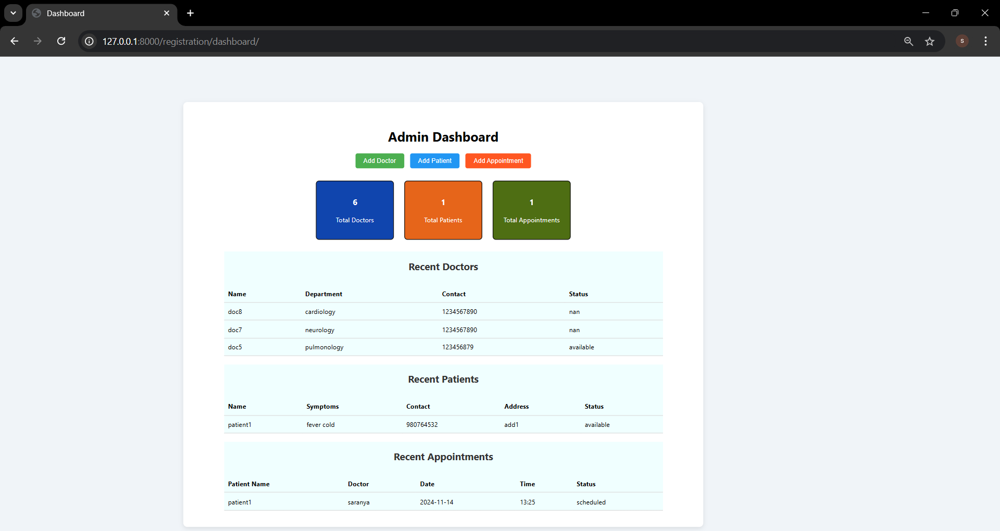 Dashboard
127.0.0.1:8000/registration/dashboard/
S
Admin Dashboard
Add Doctor Add Patient Add Appointment
6 1 1
Total Doctors Total Patients Total Appointments
Recent Doctors
Name Department Contact Status
doc8 cardiology 1234567890 nan
doc7 neurology 1234567890 nan
doc5 pulmonology 123456879 available
Recent Patients
Name Symptoms Contact Address Status
patient1 fever cold 980764532 add1 available
Recent Appointments
Patient Name Doctor Date Time Status
patient1 saranya 2024-11-14 13:25 scheduled